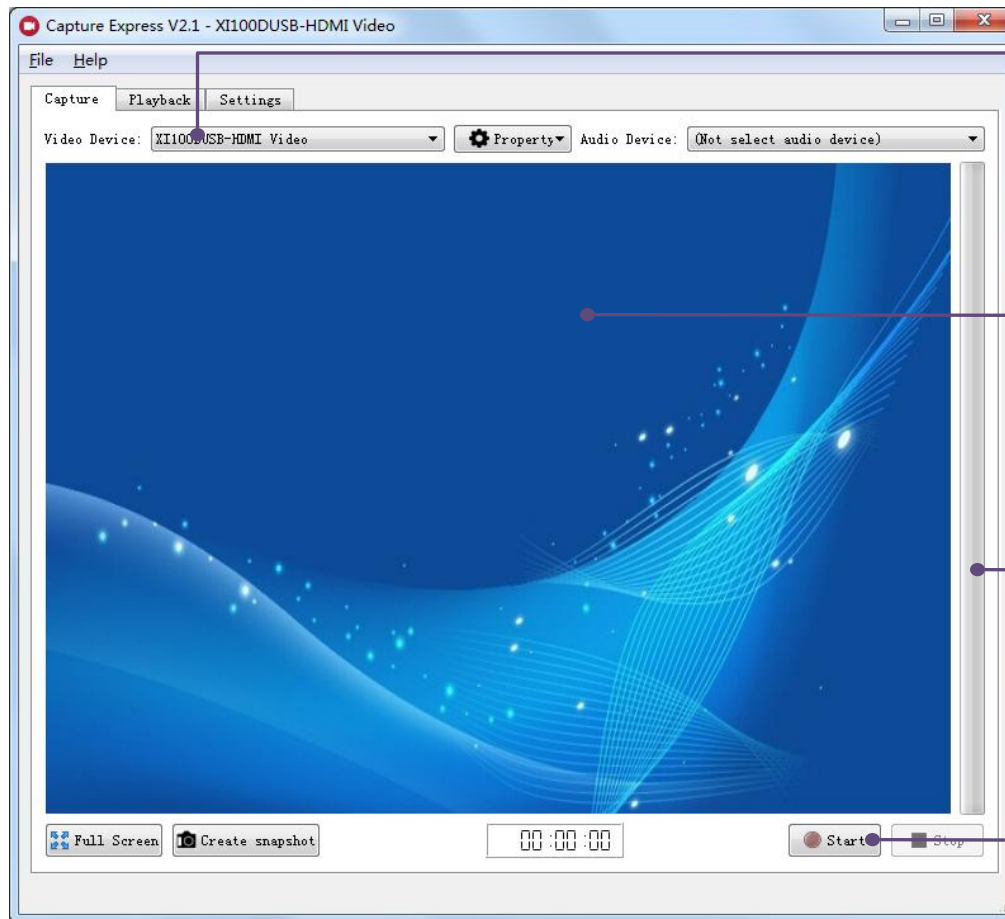 Capture Express V2.1 - XI100DUSB-HDMI Video
File Help
Capture Playback Settings
Video Device: XI100DUSB-HDMI Video Property Audio Device: (Not select audio device)
Full Screen Create snapshot 00:00:00 Start Stop